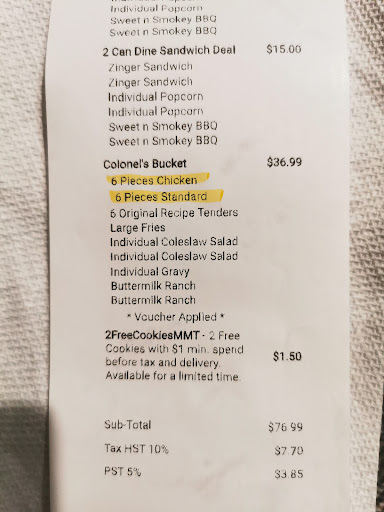 Individual Popcorn
Sweet n Smokey BBQ
Sweet n Smokey BBQ
2 Can Dine Sandwich Deal $15.00
Zinger Sandwich
Zinger Sandwich
Individual Popcorn
Individual Popcorn
Sweet n Smokey BBQ
Sweet n Smokey BBQ
Colonel's Bucket $36.99
6 Pieces Chicken
6 Pieces Standard
6 Original Recipe Tenders
Large Fries
Individual Coleslaw Salad
Individual Coleslaw Salad
Individual Gravy
Buttermilk Ranch
Buttermilk Ranch
* Voucher Applied *
2FreeCookiesMMT - 2 Free
Cookies with $1 min. spend
before tax and delivery. $1.50
Available for a limited time.
Sub-Total $76.99
Tax HST 10% $7.70
PST 5% $3.85